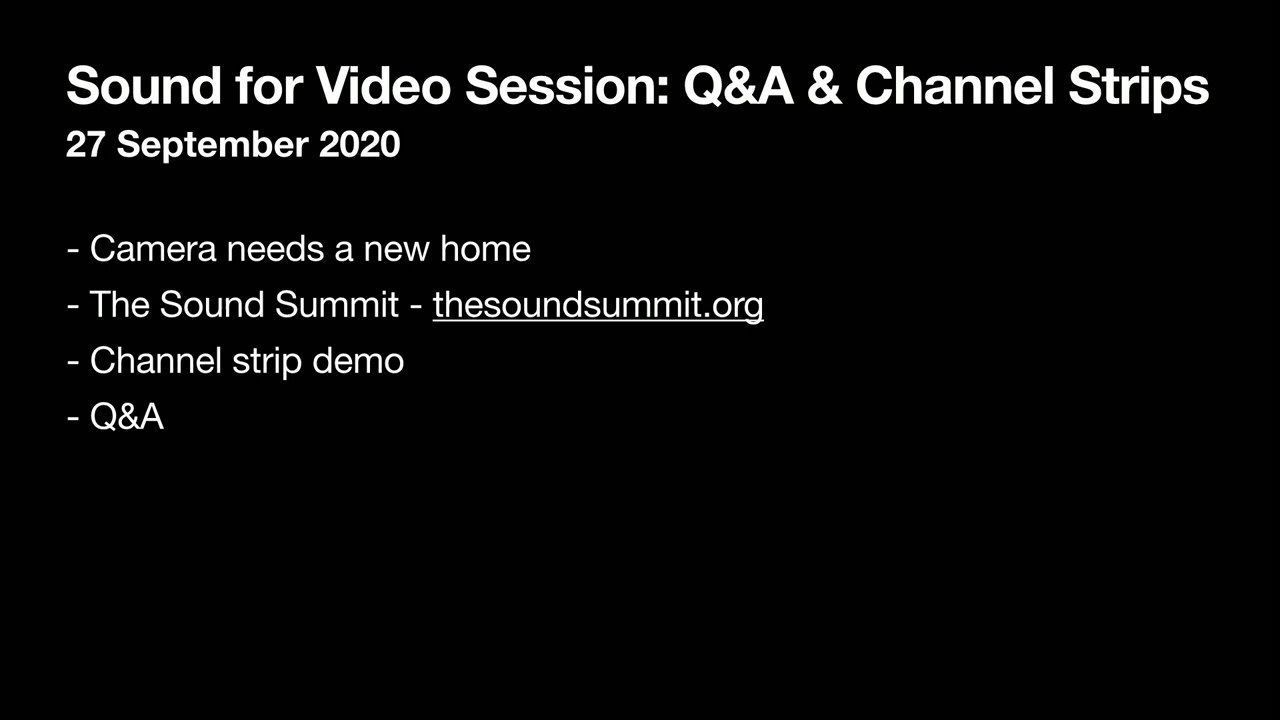 Sound for Video Session: Q&A & Channel Strips
27 September 2020
- Camera needs a new home
- The Sound Summit - thesoundsummit.org
- Channel strip demo
- Q&A